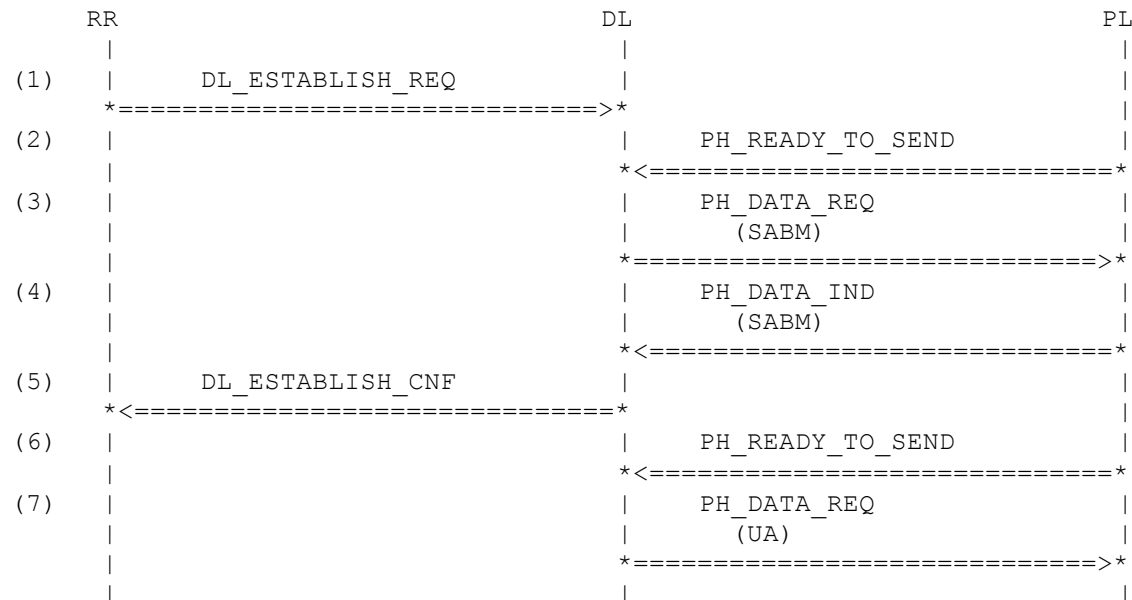 RR DL PL
| | |
(1) | DL_ESTABLISH_REQ | |
*==============================>* |
(2) | | PH_READY_TO_SEND |
| *<=============================*
(3) | | PH_DATA_REQ |
| | (SABM) |
| *=============================>*
(4) | | PH_DATA_IND |
| | (SABM) |
| *<=============================*
(5) | DL_ESTABLISH_CNF | |
*<==============================* |
(6) | | PH_READY_TO_SEND |
| *<=============================*
(7) | | PH_DATA_REQ |
| | (UA) |
| *=============================>*
| | |